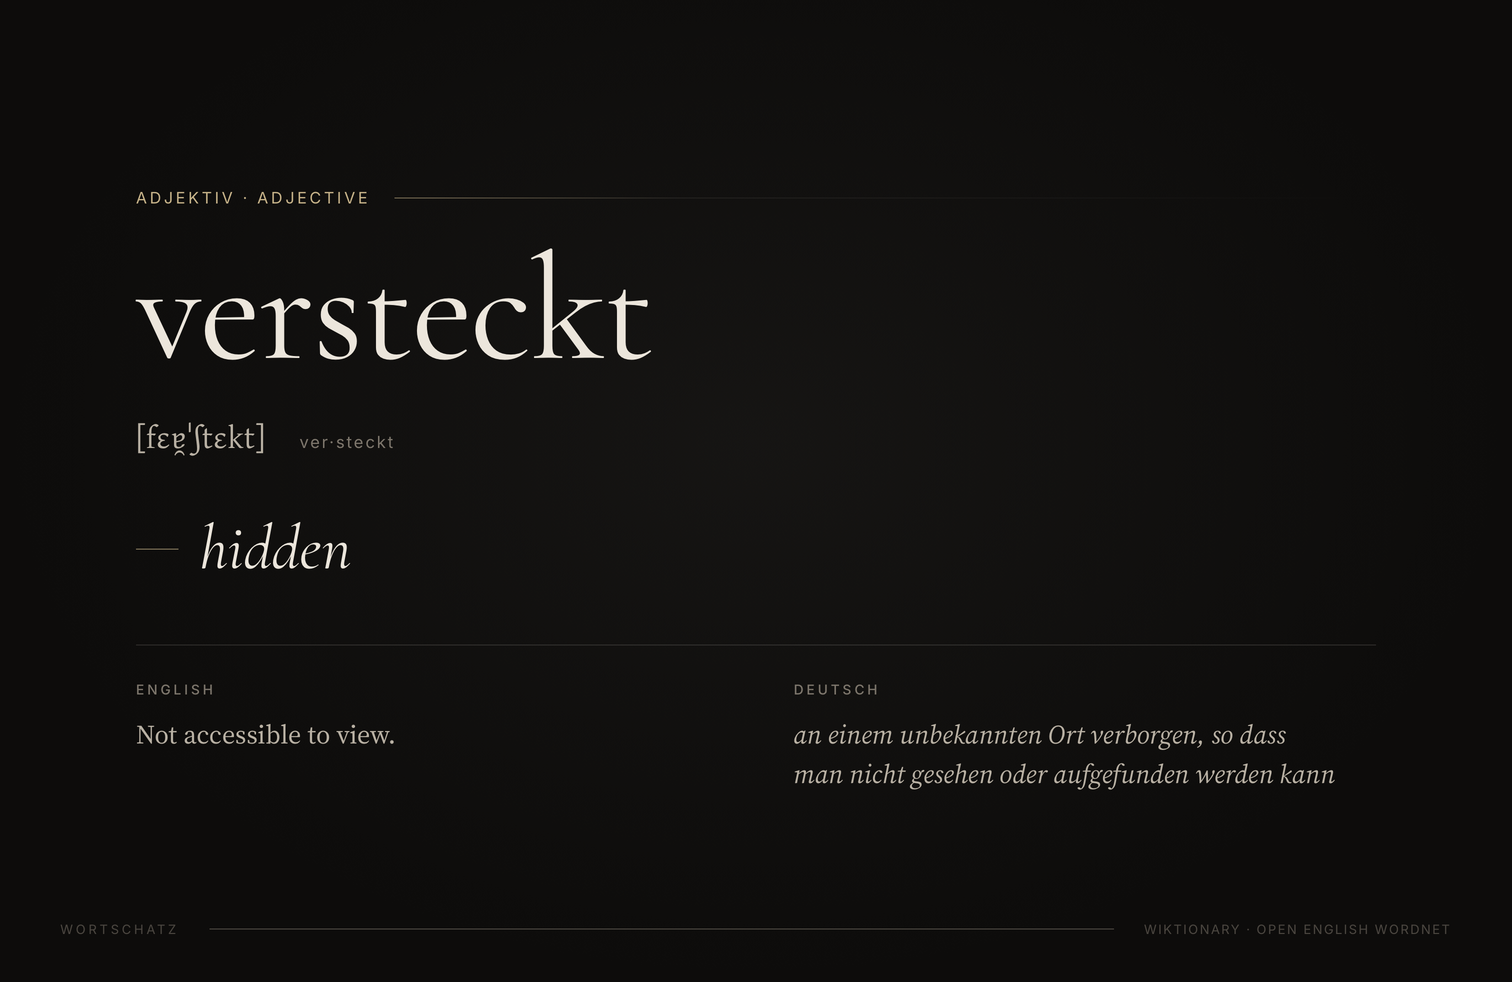 ADJEKTIV · ADJECTIVE
versteckt
[fɛɐ̯ˈʃtɛkt] ver·steckt
— hidden
ENGLISH
Not accessible to view.
DEUTSCH
an einem unbekannten Ort verborgen, so dass
man nicht gesehen oder aufgefunden werden kann
WORTSCHATZ
WIKTIONARY · OPEN ENGLISH WORDNET